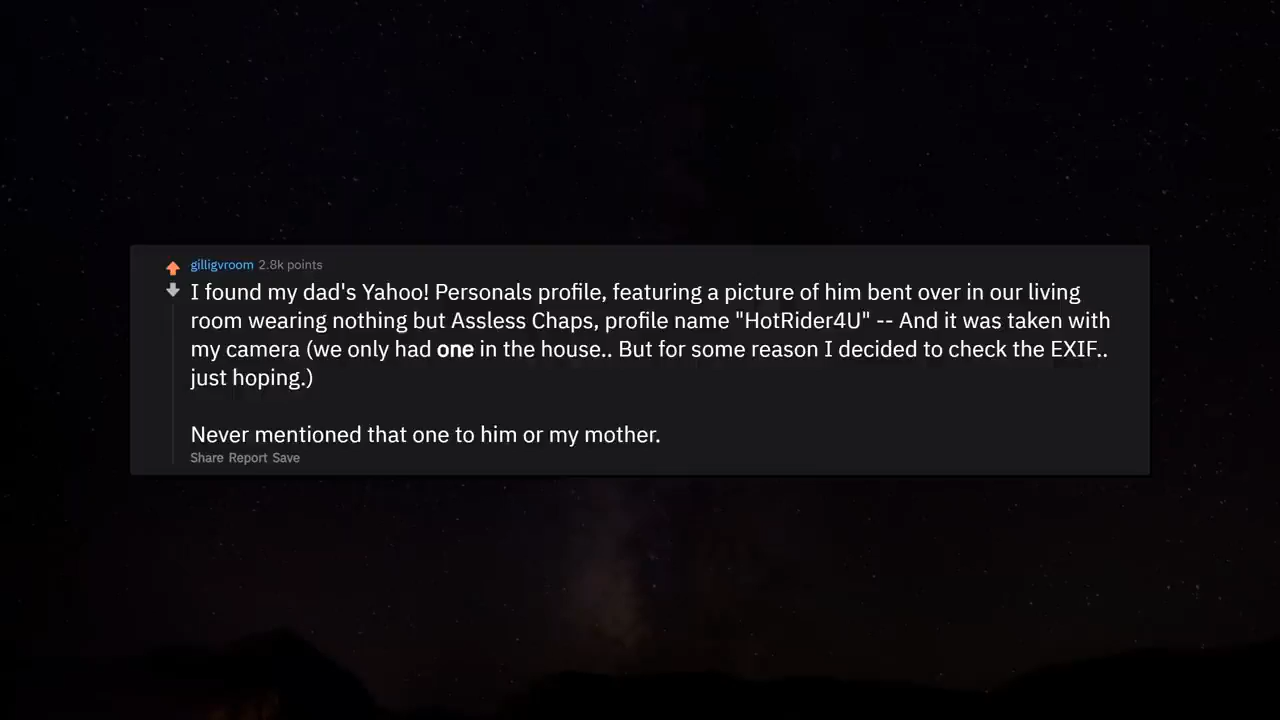 gilligvroom 2.8k points
I found my dad's Yahoo! Personals profile, featuring a picture of him bent over in our living
room wearing nothing but Assless Chaps, profile name "HotRider4U" -- And it was taken with
my camera (we only had one in the house.. But for some reason I decided to check the EXIF..
just hoping.)
Never mentioned that one to him or my mother.
Share Report Save